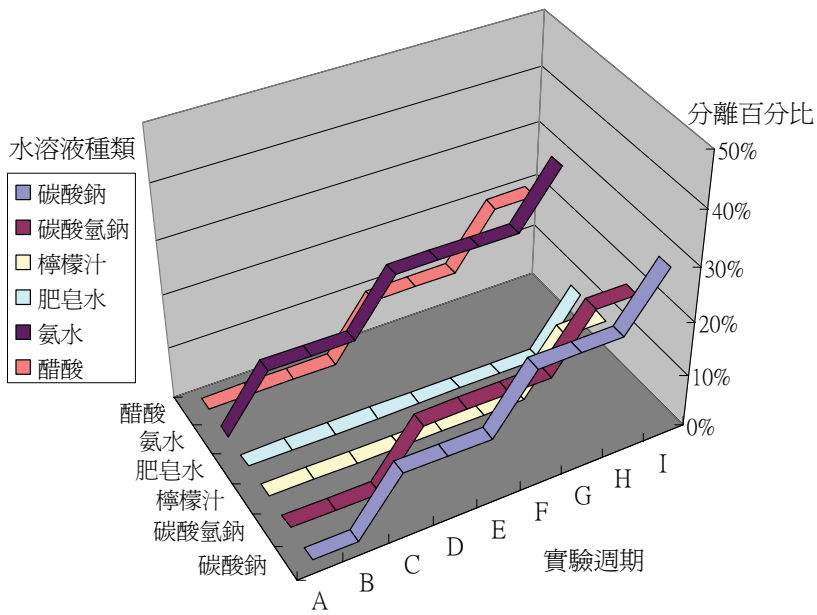 分離百分比
水溶液種類
碳酸鈉
碳酸氫鈉
檸檬汁
肥皂水
氨水
醋酸
50%
40%
30%
20%
10%
0%
醋酸
氨水
肥皂水
檸檬汁
碳酸氫鈉
碳酸鈉
A
B
C
D
E
F
G
H
I
實驗週期